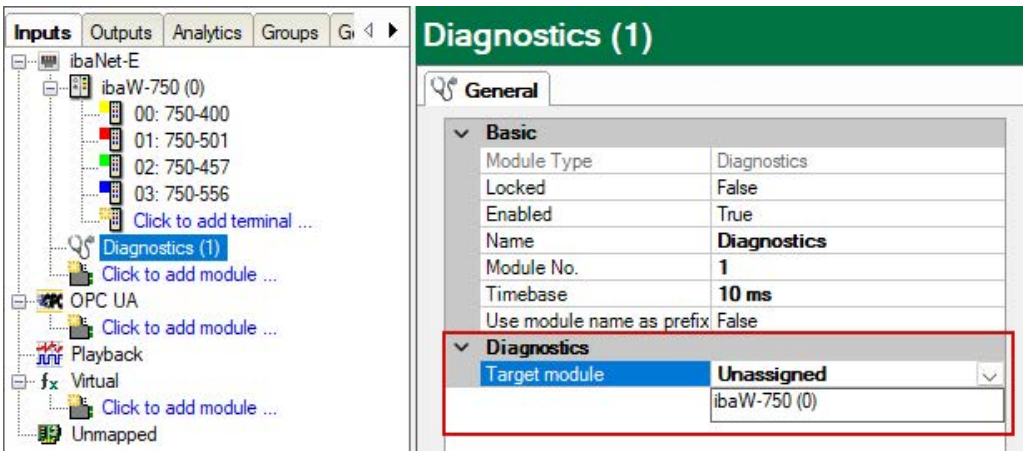 Inputs Outputs Analytics Groups
ibaNet-E
ibaW-750 (0)
00: 750-400
01: 750-501
02: 750-457
03: 750-556
Click to add terminal ...
Diagnostics (1)
Click to add module ...
OPC UA
Click to add module ...
Playback
fx Virtual
Click to add module ...
Unmapped
Diagnostics (1)
General
Basic
Module Type Diagnostics
Locked False
Enabled True
Name Diagnostics
Module No. 1
Timebase 10 ms
Use module name as prefix False
Diagnostics
Target module Unassigned
ibaW-750 (0)